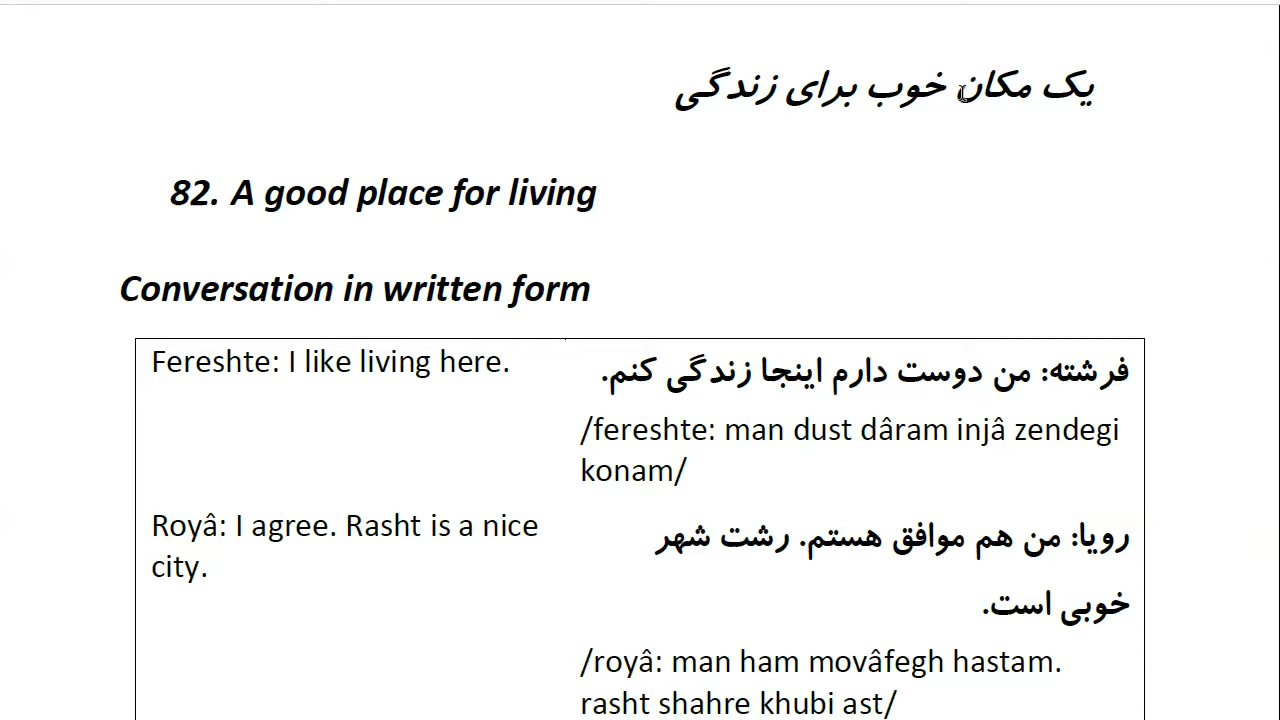 یک مکان خوب برای زندگی
82. A good place for living
Conversation in written form
Fereshte: I like living here.
فرشته: من دوست دارم اینجا زندگی کنم.
/fereshte: man dust dâram injâ zendegi
konam/
Royâ: I agree. Rasht is a nice
city.
رویا: من هم موافق هستم. رشت شهر
خوبی است.
/royâ: man ham movâfegh hastam.
rasht shahre khubi ast/